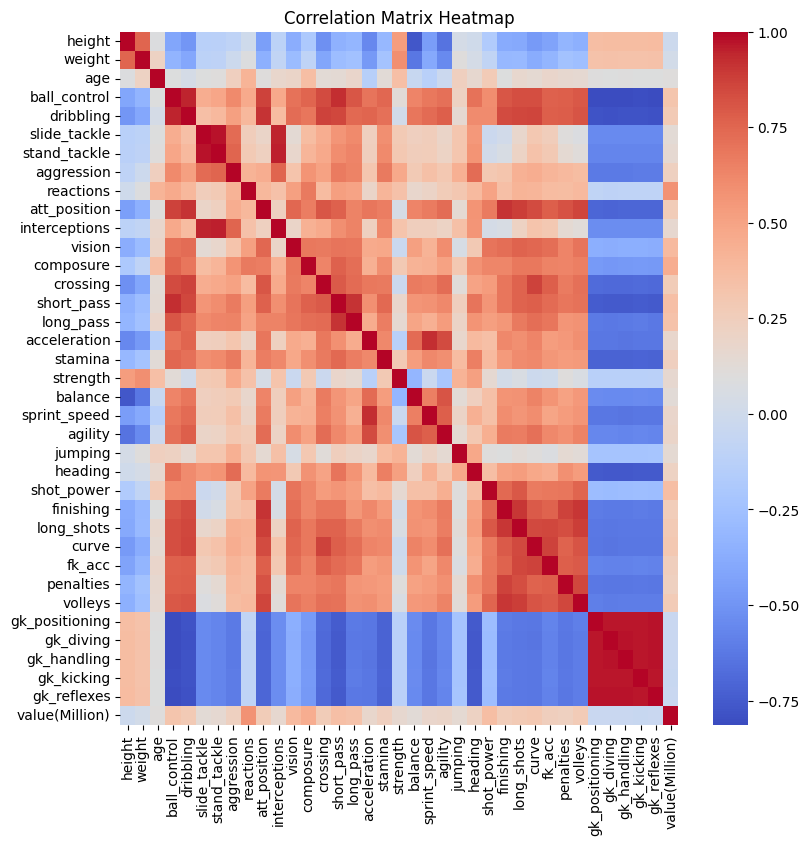 Correlation Matrix Heatmap
height
weight
age
ball_control
dribbling
slide_tackle
stand_tackle
aggression
reactions
att_position
interceptions
vision
composure
crossing
short_pass
long_pass
acceleration
stamina
strength
balance
sprint_speed
agility
jumping
heading
shot_power
finishing
long_shots
curve
fk_acc
penalties
volleys
gk_positioning
gk_diving
gk_handling
gk_kicking
gk_reflexes
value(Million)
height
weight
age
ball_control
dribbling
slide_tackle
stand_tackle
aggression
reactions
att_position
interceptions
vision
composure
crossing
short_pass
long_pass
acceleration
stamina
strength
balance
sprint_speed
agility
jumping
heading
shot_power
finishing
long_shots
curve
fk_acc
penalties
volleys
gk_positioning
gk_diving
gk_handling
gk_kicking
gk_reflexes
value(Million)
1.00
0.75
0.50
0.25
0.00
−0.25
−0.50
−0.75